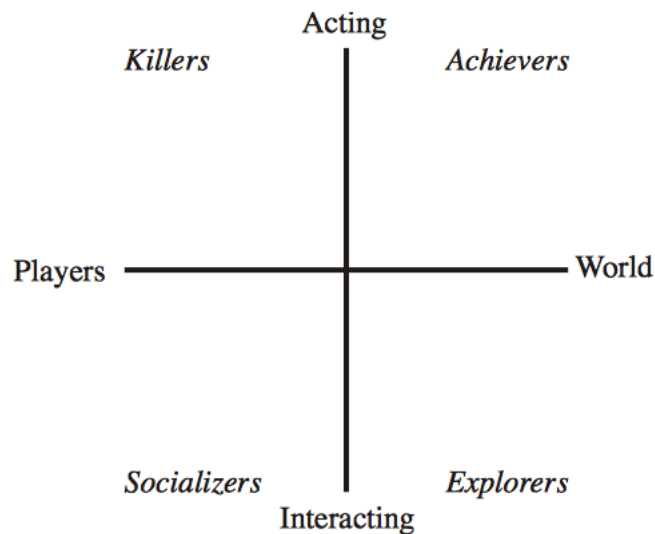 Acting
Killers
Achievers
Players
World
Socializers
Explorers
Interacting